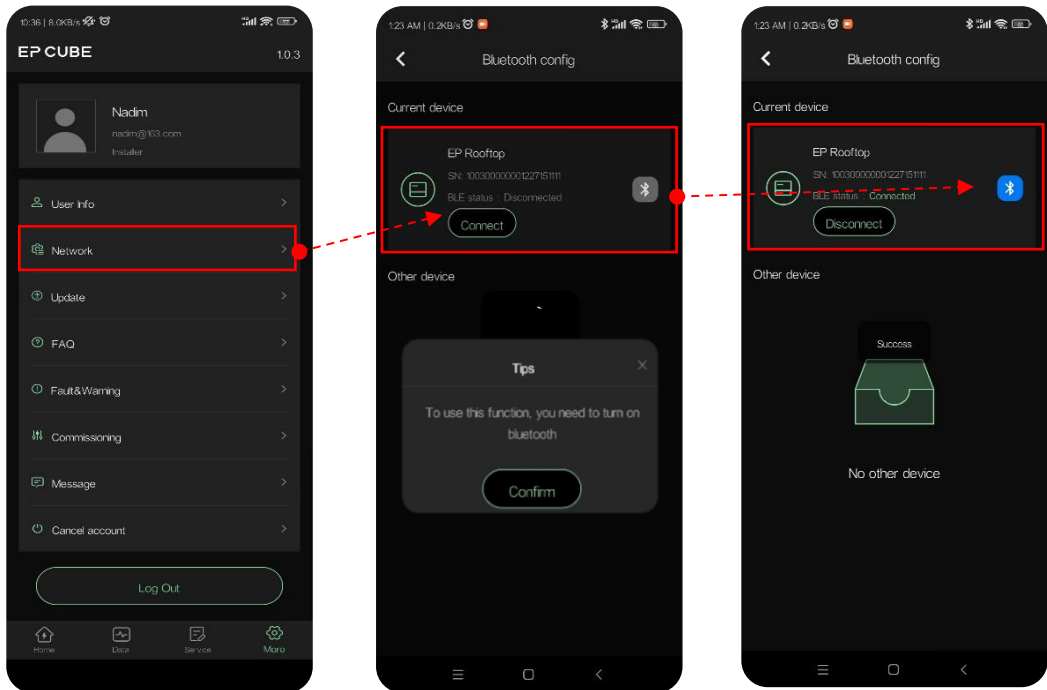 10:36 | 8.0KB/s
EP CUBE
1.0.3
Nadim
nadim@163.com
Installer
User Info
Network
Update
FAQ
Fault&Warning
Commissioning
Message
Cancel account
Log Out
Home
Data
Service
More
1:23 AM | 0.2KB/s
Bluetooth config
Current device
EP Rooftop
SN: 10030000001227151111
BLE status : Disconnected
Connect
Other device
Tips
To use this function, you need to turn on
bluetooth
Confirm
1:23 AM | 0.2KB/s
Bluetooth config
Current device
EP Rooftop
SN: 10030000001227151111
BLE status : Connected
Disconnect
Other device
Success
No other device